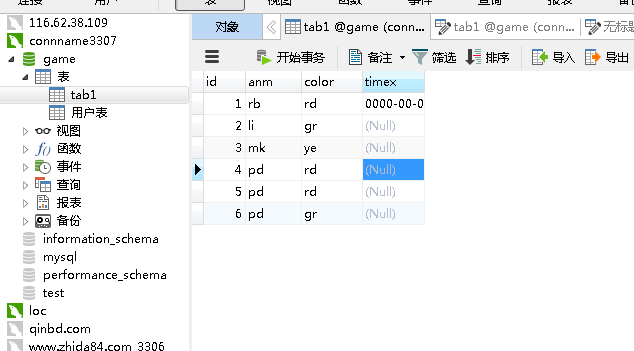 连接 用户 表 视图 函数 事件 查询 报表 备份
116.62.38.109
connname3307
game
表
tab1
用户表
视图
函数
事件
查询
报表
备份
information_schema
mysql
performance_schema
test
loc
qinbd.com
www.zhida84.com_3306
对象 tab1 @game (conn... tab1 @game (conn... 无标题
开始事务 备注 筛选 排序 导入 导出
id anm color timex
1 rb rd 0000-00-0
2 li gr (Null)
3 mk ye (Null)
4 pd rd (Null)
5 pd rd (Null)
6 pd gr (Null)